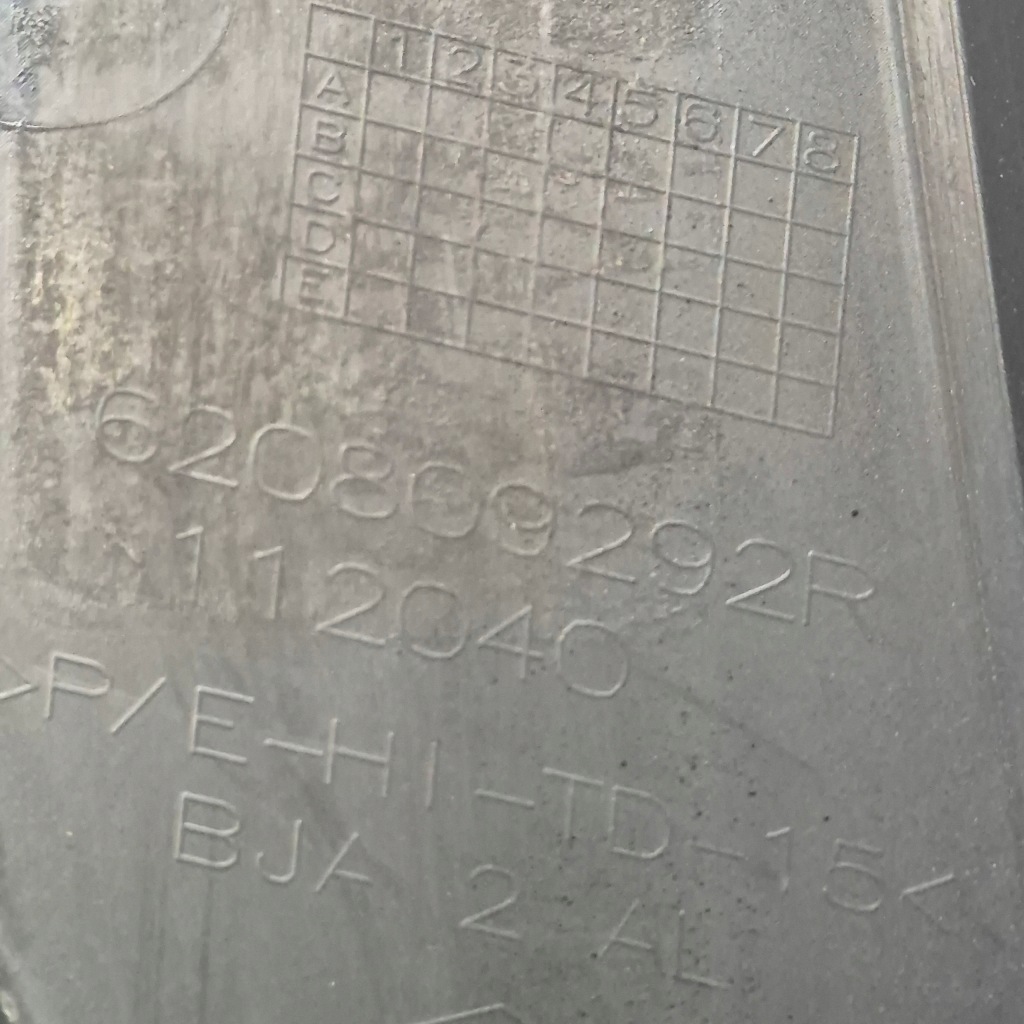 1 2 3 4 5 6 7 8
A
B
C
D
E
620869292R
112040
>P/E-HI-TD-15<
BJA 2 AL